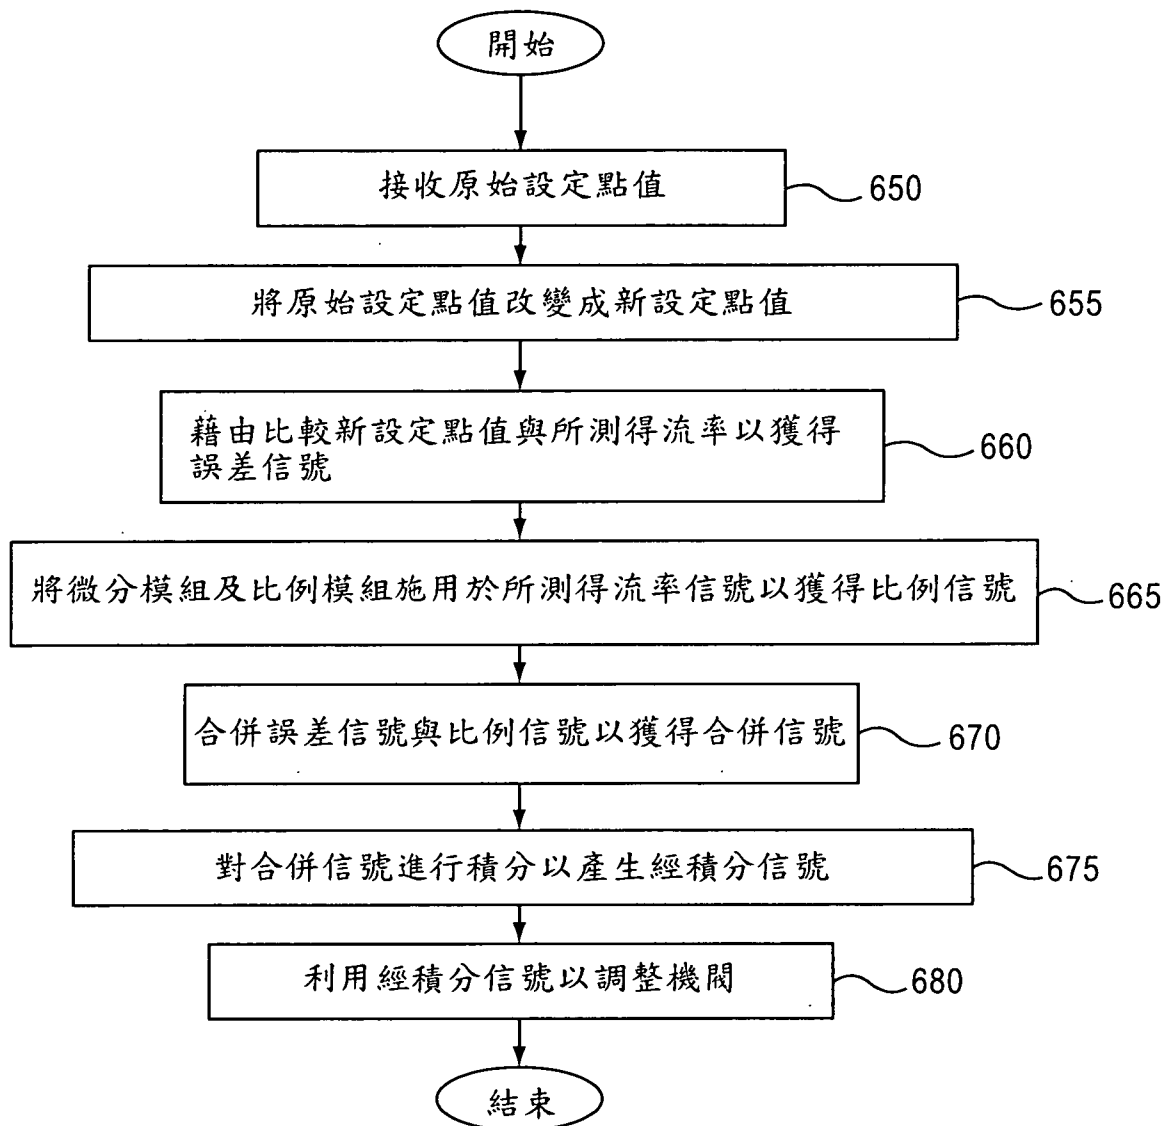 開始
接收原始設定點值
650
將原始設定點值改變成新設定點值
655
藉由比較新設定點值與所測得流率以獲得
誤差信號
660
將微分模組及比例模組施用於所測得流率信號以獲得比例信號
665
合併誤差信號與比例信號以獲得合併信號
670
對合併信號進行積分以產生經積分信號
675
利用經積分信號以調整機閥
680
結束